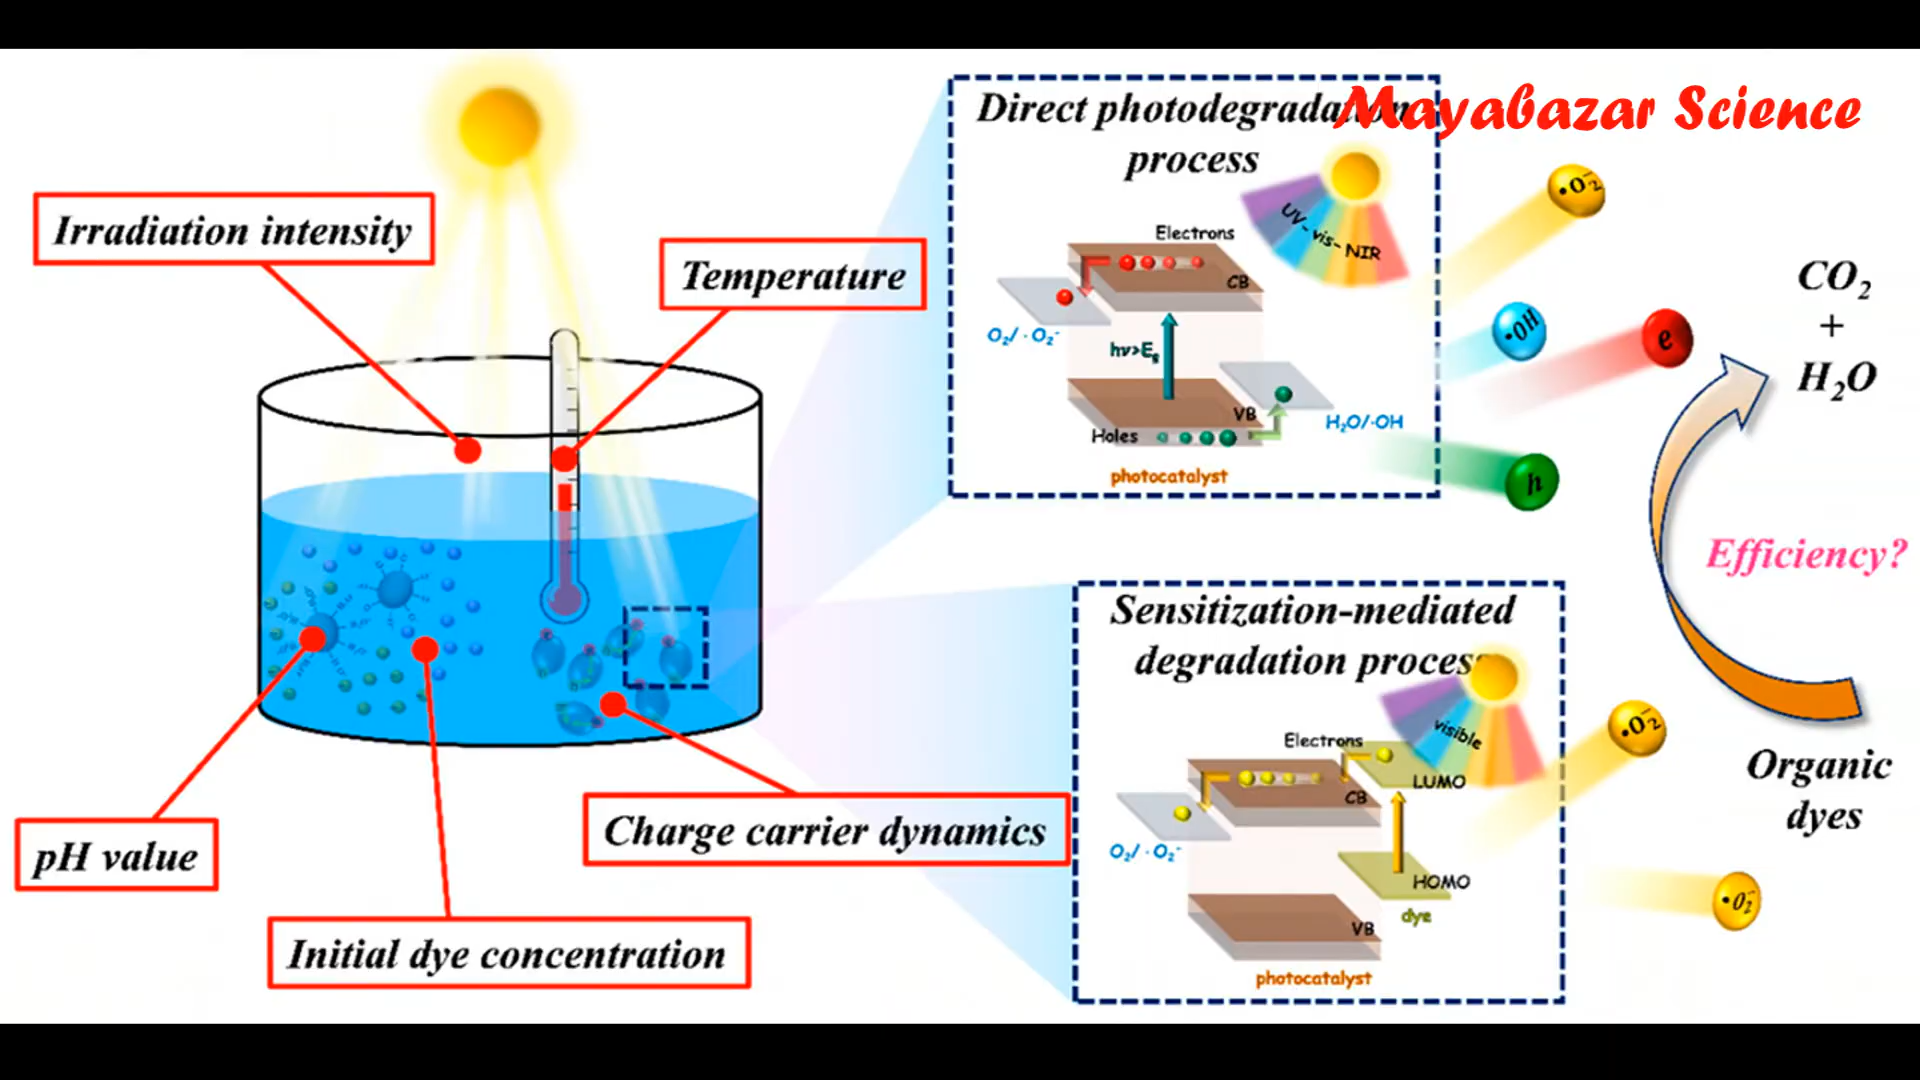 Mayabazar Science
Direct photodegradation
process
UV-vis-NIR
Electrons
CB
O₂/·O₂⁻
hν>Eg
VB
H₂O/·OH
Holes
photocatalyst
Irradiation intensity
Temperature
pH value
Initial dye concentration
Charge carrier dynamics
·O₂⁻
·OH
e
h
CO₂
+
H₂O
Efficiency?
Organic
dyes
Sensitization-mediated
degradation process
visible
Electrons
LUMO
CB
O₂/·O₂⁻
HOMO
dye
VB
photocatalyst
·O₂⁻
·O₂⁻